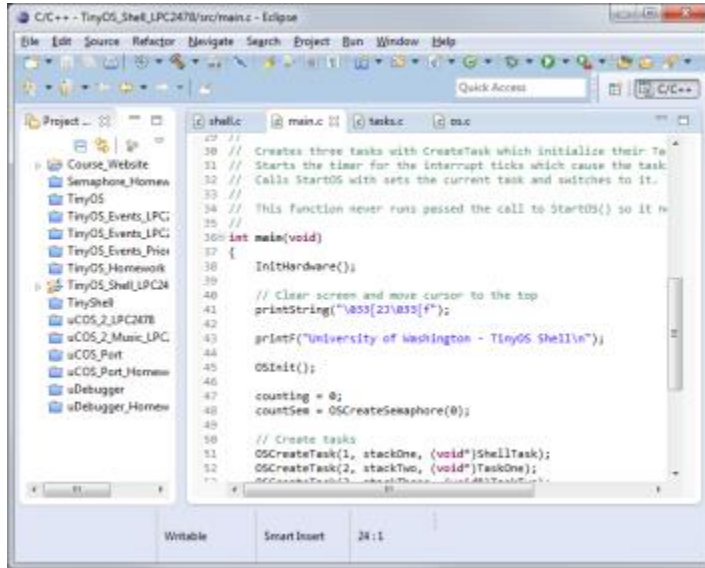 C/C++ - TinyOS_Shell_LPC2478/src/main.c - Eclipse
File Edit Source Refactor Navigate Search Project Run Window Help
Quick Access
C/C++
Project ...
shell.c
main.c
tasks.c
os.c
Course_Website
Semaphore_Homew
TinyOS
TinyOS_Events_LPC2
TinyOS_Events_LPC2
TinyOS_Events_Prior
TinyOS_Homework
TinyOS_Shell_LPC24
TinyShell
uCOS_2_LPC2478
uCOS_2_Music_LPC
uCOS_Port
uCOS_Port_Homew
uDebugger
uDebugger_Homew
29 //
30 // Creates three tasks with CreateTask which initialize their Ta
31 // Starts the timer for the interrupt ticks which cause the task
32 // Calls StartOS with sets the current task and switches to it.
33 //
34 // This function never runs passed the call to StartOS() so it n
35 //
36 int main(void)
37 {
38 InitHardware();
39
40 // Clear screen and move cursor to the top
41 printString("\033[2J\033[f");
42
43 printF("University of Washington - TinyOS Shell\n");
44
45 OSInit();
46
47 counting = 0;
48 countSem = OSCreateSemaphore(0);
49
50 // Create tasks
51 OSCreateTask(1, stackOne, (void*)ShellTask);
52 OSCreateTask(2, stackTwo, (void*)TaskOne);
Writable
Smart Insert
24 : 1